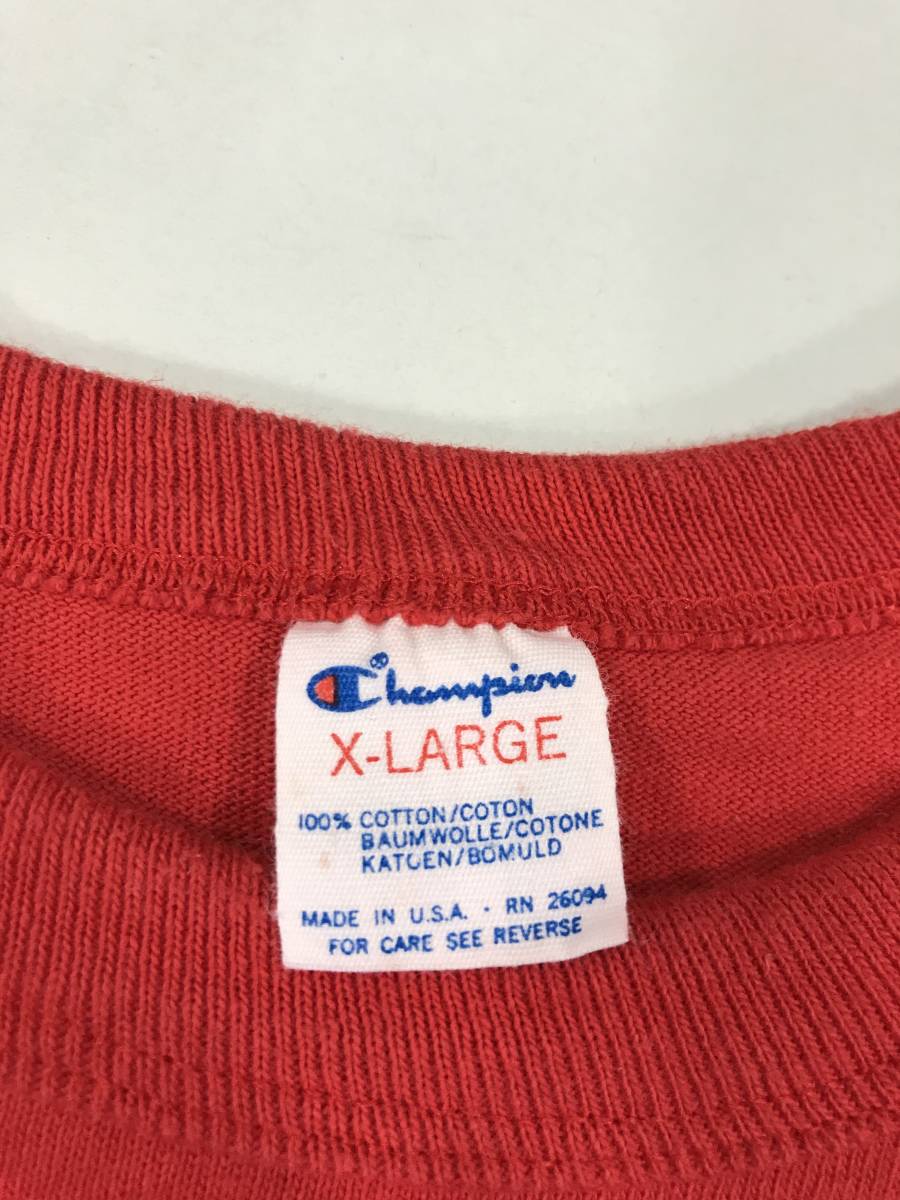 Champion®
X-LARGE
100% COTTON/COTON
BAUMWOLLE/COTONE
KATOEN/BOMULD
MADE IN U.S.A. · RN 26094
FOR CARE SEE REVERSE